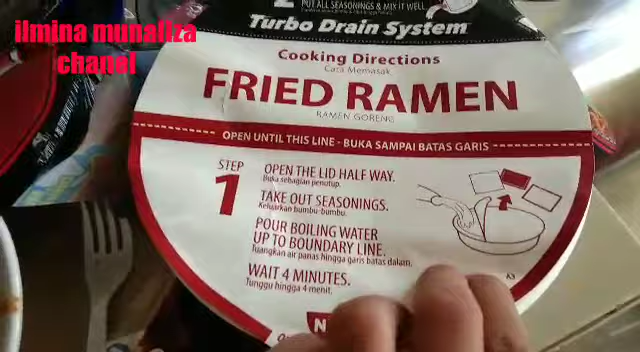 PUT ALL SEASONINGS & MIX IT WELL
Turbo Drain System
ilmina munaliza
chanel
Cooking Directions
Cara Memasak
FRIED RAMEN
RAMEN GORENG
OPEN UNTIL THIS LINE - BUKA SAMPAI BATAS GARIS
STEP
1
OPEN THE LID HALF WAY.
Buka sebagian penutup.
TAKE OUT SEASONINGS.
Keluarkan bumbu-bumbu.
POUR BOILING WATER
UP TO BOUNDARY LINE.
Tuangkan air panas hingga garis batas dalam.
WAIT 4 MINUTES.
Tunggu hingga 4 menit.
X3